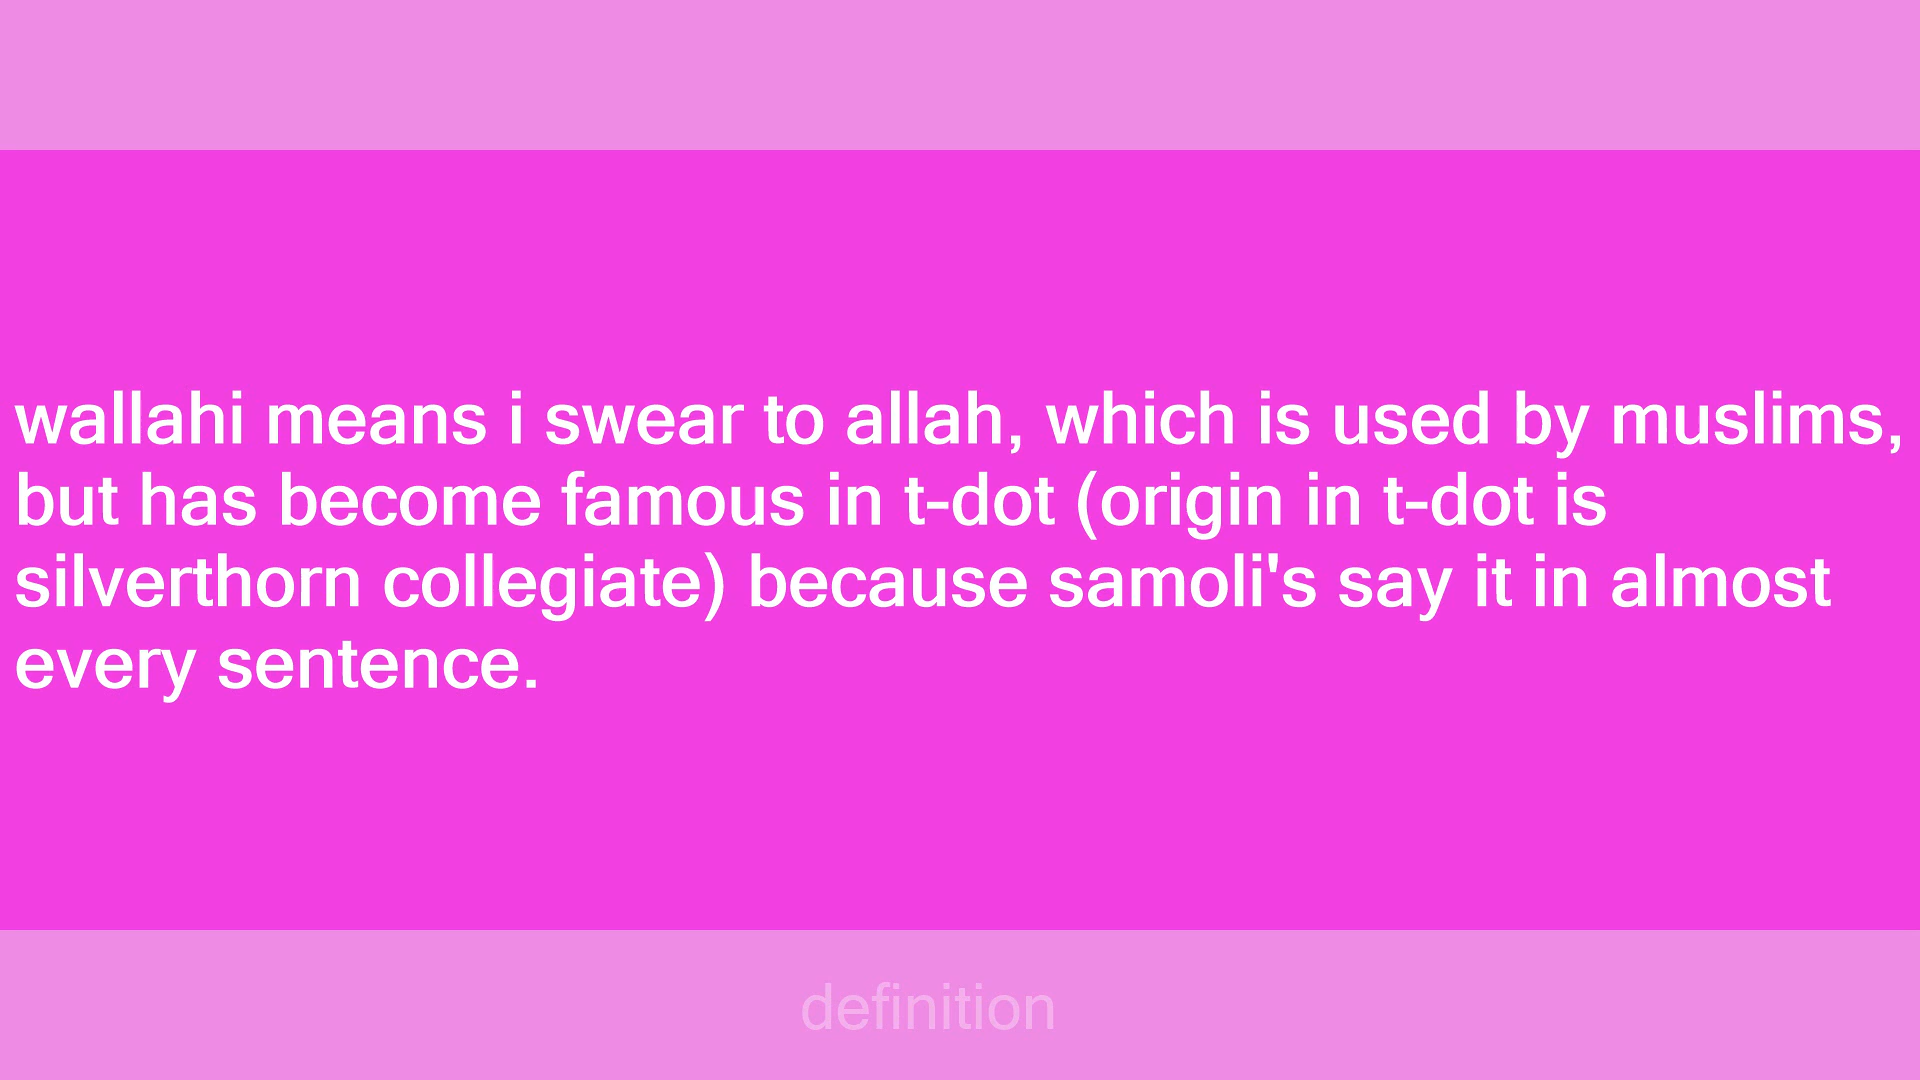 wallahi means i swear to allah, which is used by muslims,
but has become famous in t-dot (origin in t-dot is
silverthorn collegiate) because samoli's say it in almost
every sentence.
definition